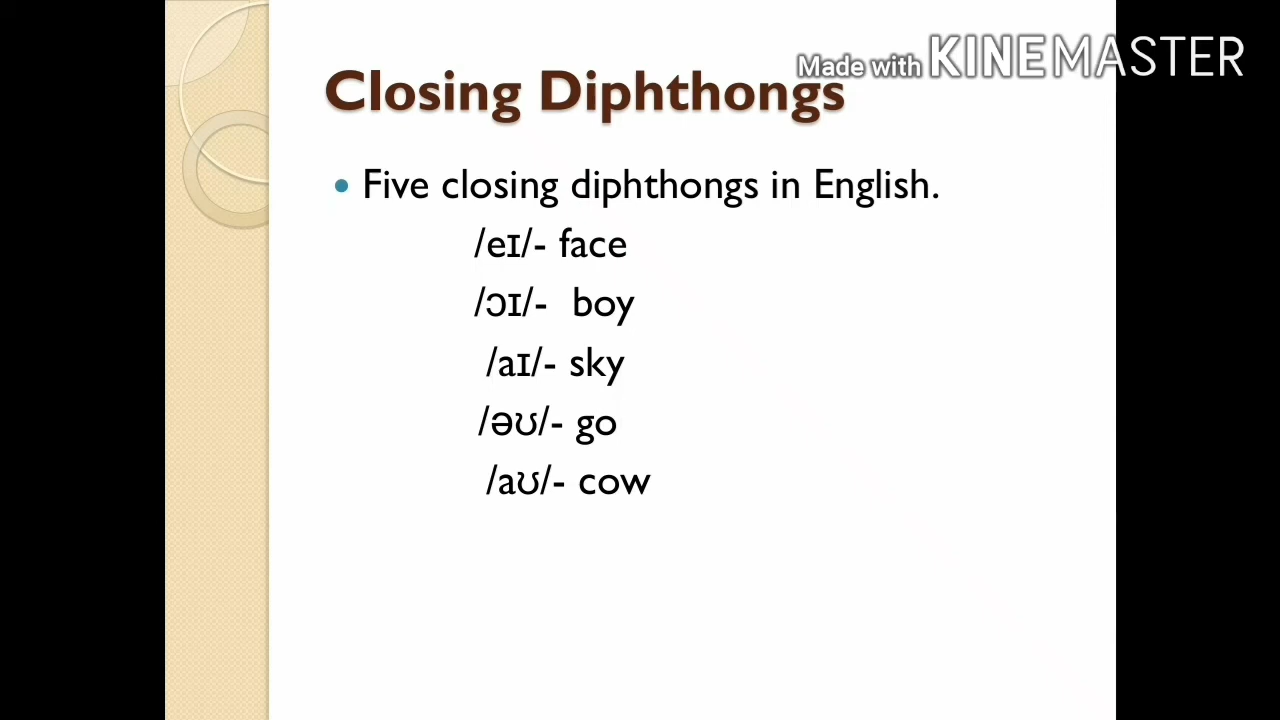 Made with KINEMASTER
Closing Diphthongs
• Five closing diphthongs in English.
/eɪ/- face
/ɔɪ/- boy
/aɪ/- sky
/əʊ/- go
/aʊ/- cow